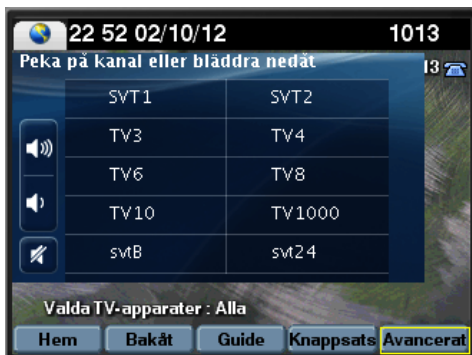 22 52 02/10/12 1013
Peka på kanal eller bläddra nedåt
13
SVT1 SVT2
TV3 TV4
TV6 TV8
TV10 TV1000
svtB svt24
Valda TV-apparater : Alla
Hem Bakåt Guide Knappsats Avancerat